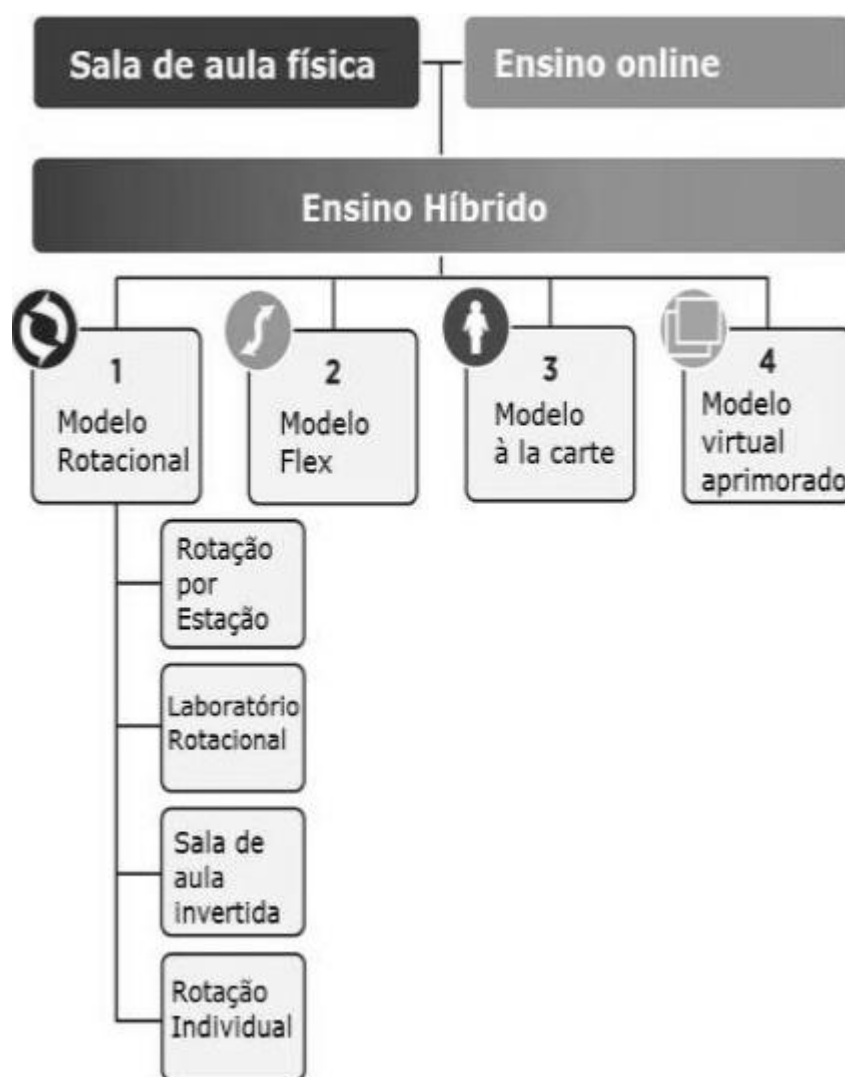 Sala de aula física
Ensino online
Ensino Híbrido
1
Modelo
Rotacional
2
Modelo
Flex
3
Modelo
à la carte
4
Modelo
virtual
aprimorado
Rotação
por
Estação
Laboratório
Rotacional
Sala de
aula
invertida
Rotação
Individual